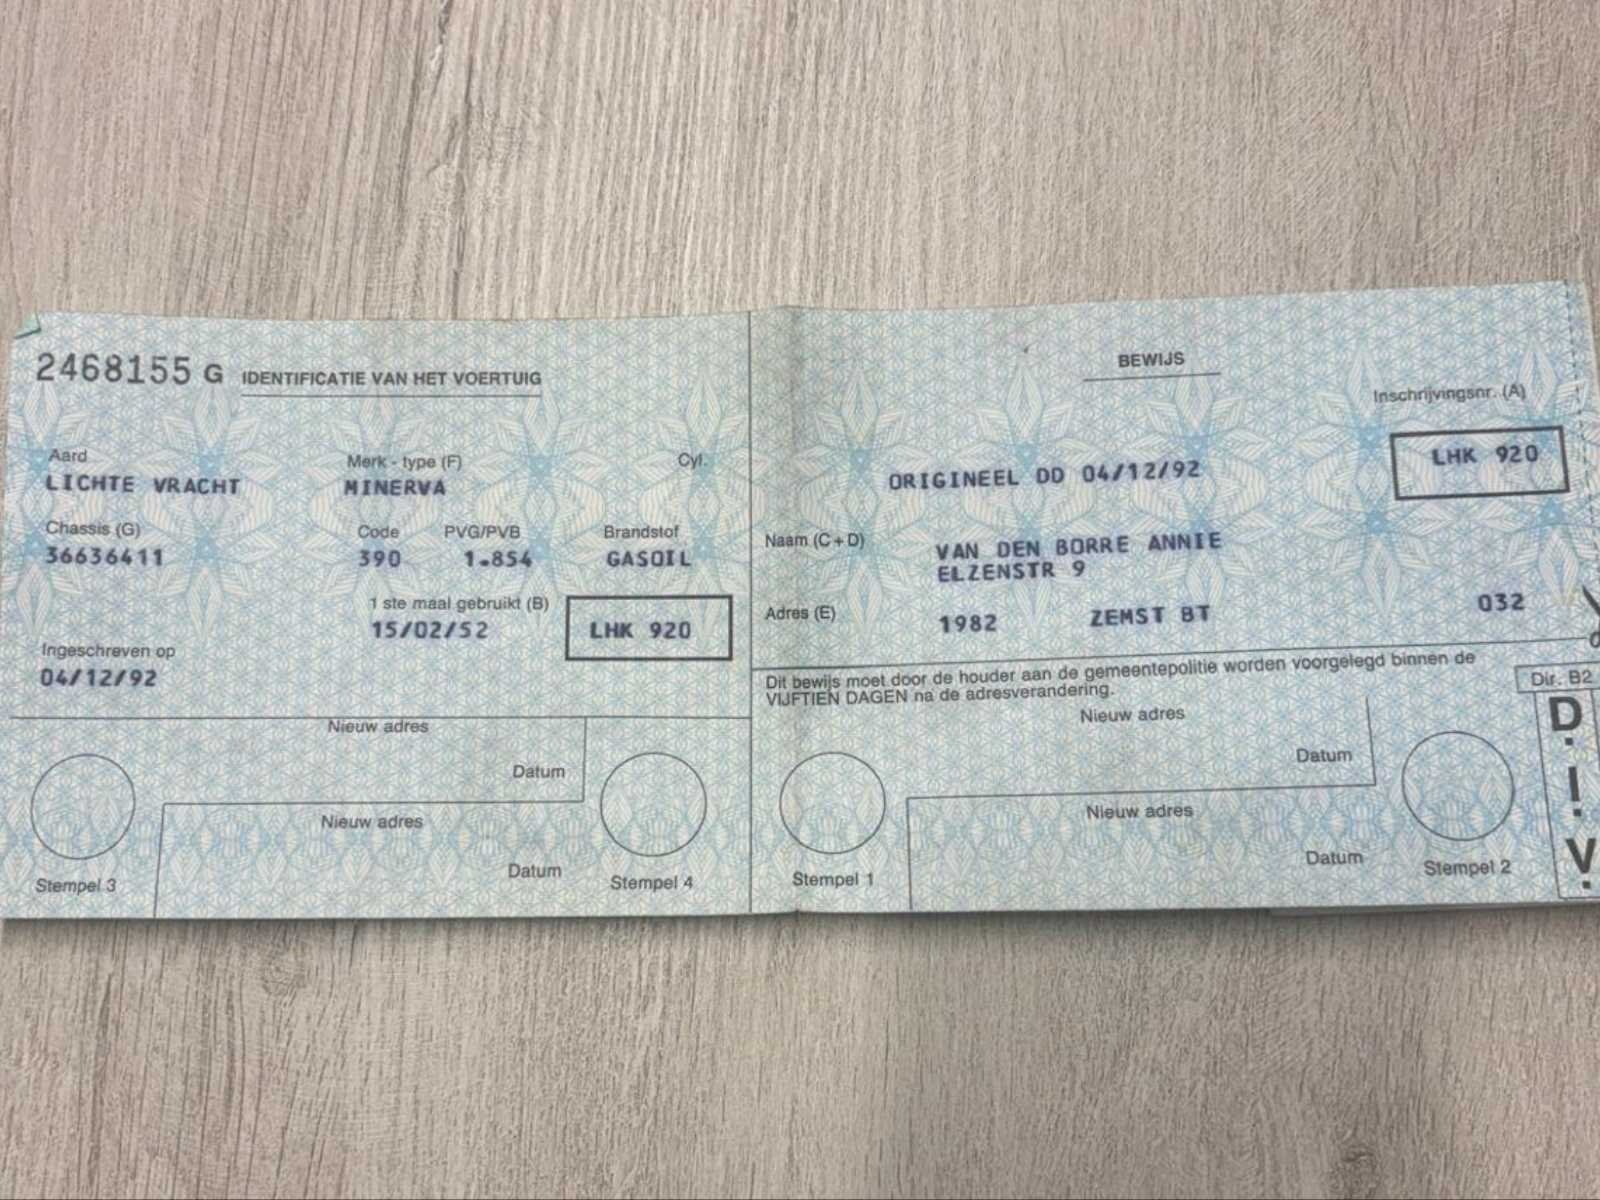 2468155 G IDENTIFICATIE VAN HET VOERTUIG
Aard Merk - type (F) Cyl.
LICHTE VRACHT MINERVA
Chassis (G) Code PVG/PVB Brandstof
36636411 390 1.854 GASOIL
1 ste maal gebruikt (B)
15/02/52 LHK 920
Ingeschreven op
04/12/92
Nieuw adres
Datum
Nieuw adres
Datum
Stempel 3 Stempel 4
BEWIJS
Inschrijvingsnr. (A)
ORIGINEEL DD 04/12/92 LHK 920
Naam (C+D) VAN DEN BORRE ANNIE
ELZENSTR 9
Adres (E) 1982 ZEMST BT 032
Dit bewijs moet door de houder aan de gemeentepolitie worden voorgelegd binnen de
VIJFTIEN DAGEN na de adresverandering.
Dir. B2
Nieuw adres
Datum
Nieuw adres
Datum
Stempel 1 Stempel 2
D.I.V.